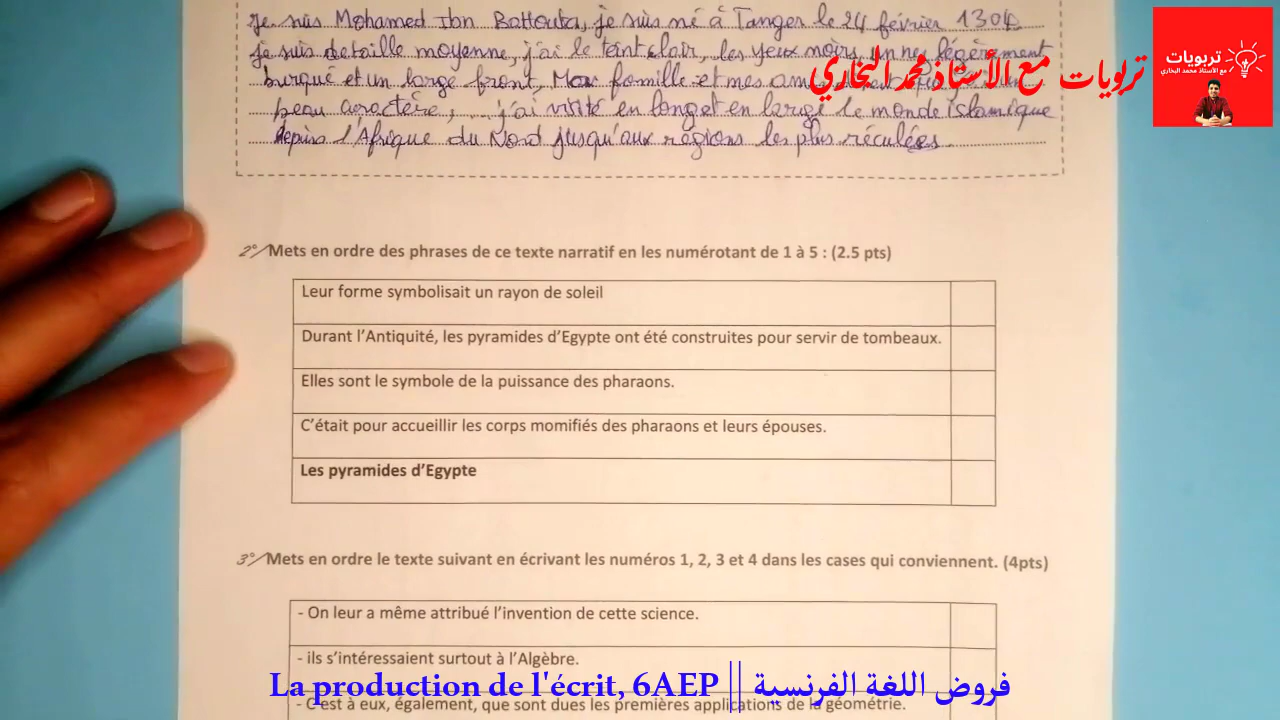 Je suis Mohamed Ibn Battouta, je suis né à Tanger le 24 février 1304
je suis de taille moyenne, j'ai le teint clair, les yeux noirs, un nez légèrement
burqué et un large front, Ma famille et mes am
peau caractère, ... j'ai visité en long et en large le monde islamique
depuis l'Afrique du Nord jusqu'aux régions les plus réculées.
تربويات مع الأستاذ محمد البخاري
تربويات
مع الأستاذ محمد البخاري
2°/ Mets en ordre des phrases de ce texte narratif en les numérotant de 1 à 5 : (2.5 pts)
Leur forme symbolisait un rayon de soleil
Durant l'Antiquité, les pyramides d'Egypte ont été construites pour servir de tombeaux.
Elles sont le symbole de la puissance des pharaons.
C'était pour accueillir les corps momifiés des pharaons et leurs épouses.
Les pyramides d'Egypte
3°/ Mets en ordre le texte suivant en écrivant les numéros 1, 2, 3 et 4 dans les cases qui conviennent. (4pts)
- On leur a même attribué l'invention de cette science.
- ils s'intéressaient surtout à l'Algèbre.
La production de l'écrit, 6AEP || فروض اللغة الفرنسية
- C'est à eux, également, que sont dues les premières applications de la géométrie.